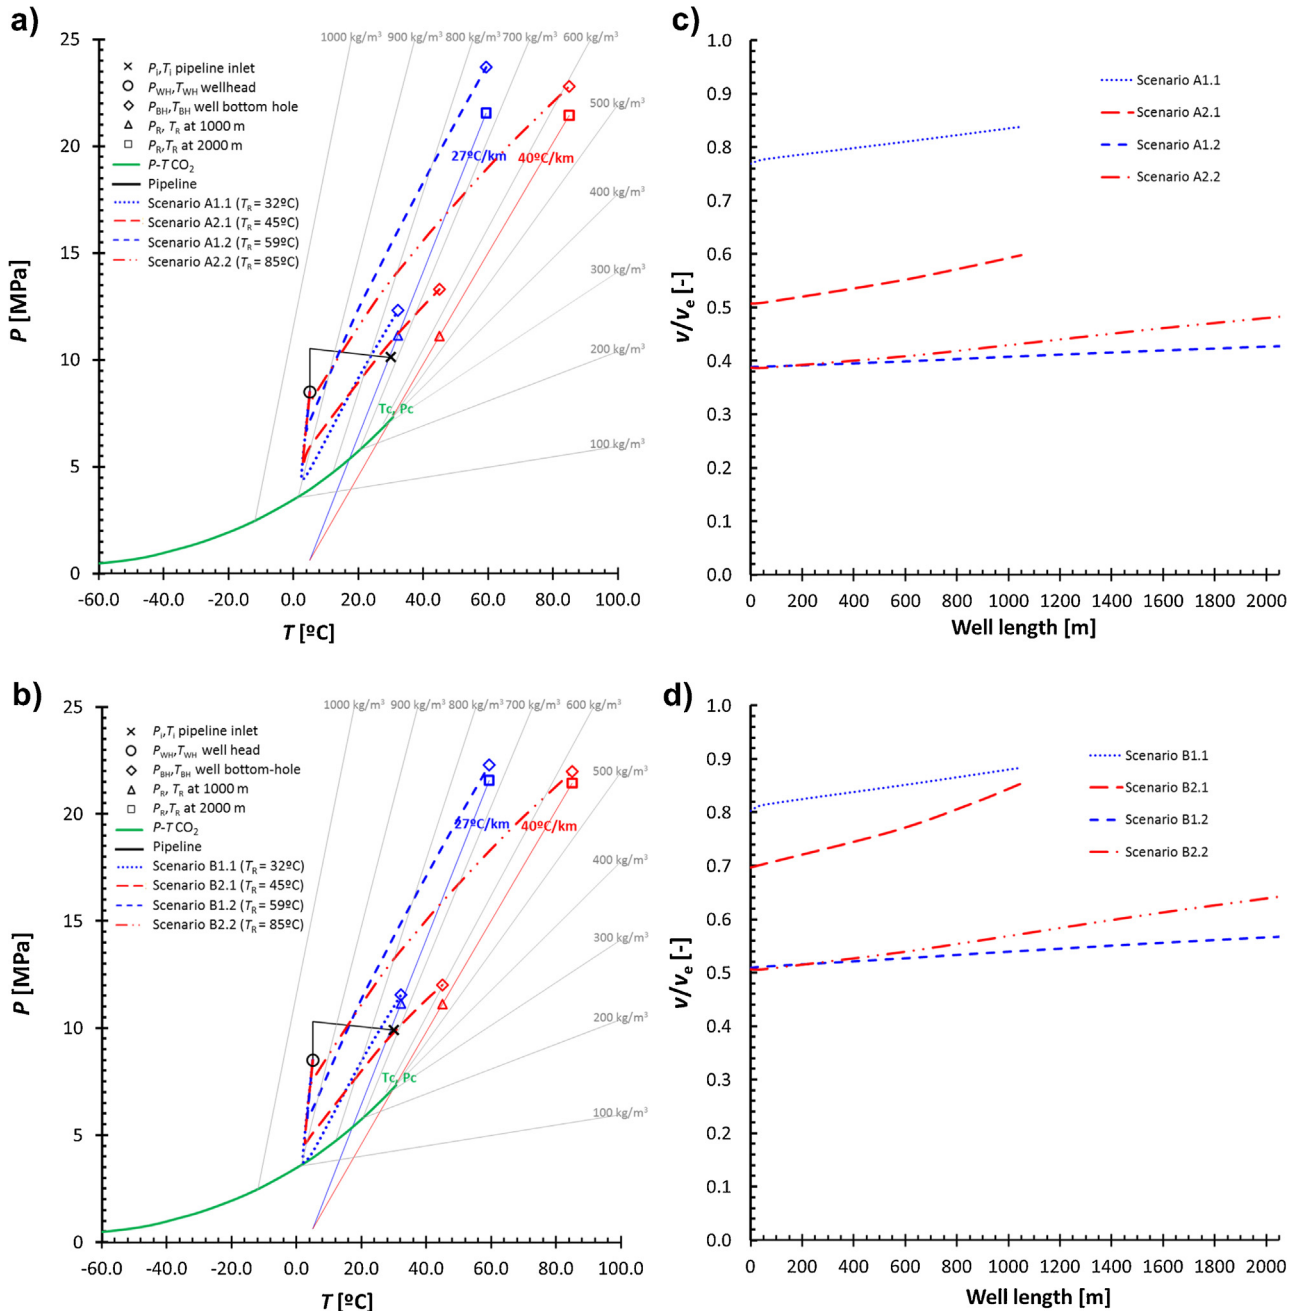 a)
25
20
15
10
5
0
P [MPa]
1000 kg/m³
900 kg/m³
800 kg/m³
700 kg/m³
600 kg/m³
500 kg/m³
400 kg/m³
300 kg/m³
200 kg/m³
100 kg/m³
P_I,T_I pipeline inlet
P_WH,T_WH wellhead
P_BH,T_BH well bottom hole
P_R, T_R at 1000 m
P_R,T_R at 2000 m
P-T CO₂
Pipeline
Scenario A1.1 (T_R = 32ºC)
Scenario A2.1 (T_R = 45ºC)
Scenario A1.2 (T_R = 59ºC)
Scenario A2.2 (T_R = 85ºC)
27ºC/km
40ºC/km
Tc, Pc
-60.0 -40.0 -20.0 0.0 20.0 40.0 60.0 80.0 100.0
T [ºC]
c)
1.0
0.9
0.8
0.7
0.6
0.5
0.4
0.3
0.2
0.1
0.0
v/v_e [-]
Scenario A1.1
Scenario A2.1
Scenario A1.2
Scenario A2.2
0 200 400 600 800 1000 1200 1400 1600 1800 2000
Well length [m]
b)
25
20
15
10
5
0
P [MPa]
1000 kg/m³
900 kg/m³
800 kg/m³
700 kg/m³
600 kg/m³
500 kg/m³
400 kg/m³
300 kg/m³
200 kg/m³
100 kg/m³
P_I,T_I pipeline inlet
P_WH,T_WH well head
P_BH,T_BH well bottom-hole
P_R, T_R at 1000 m
P_R,T_R at 2000 m
P-T CO₂
Pipeline
Scenario B1.1 (T_R = 32ºC)
Scenario B2.1 (T_R = 45ºC)
Scenario B1.2 (T_R = 59ºC)
Scenario B2.2 (T_R = 85ºC)
27ºC/km
40ºC/km
Tc, Pc
-60.0 -40.0 -20.0 0.0 20.0 40.0 60.0 80.0 100.0
T [ºC]
d)
1.0
0.9
0.8
0.7
0.6
0.5
0.4
0.3
0.2
0.1
0.0
v/v_e [-]
Scenario B1.1
Scenario B2.1
Scenario B1.2
Scenario B2.2
0 200 400 600 800 1000 1200 1400 1600 1800 2000
Well length [m]